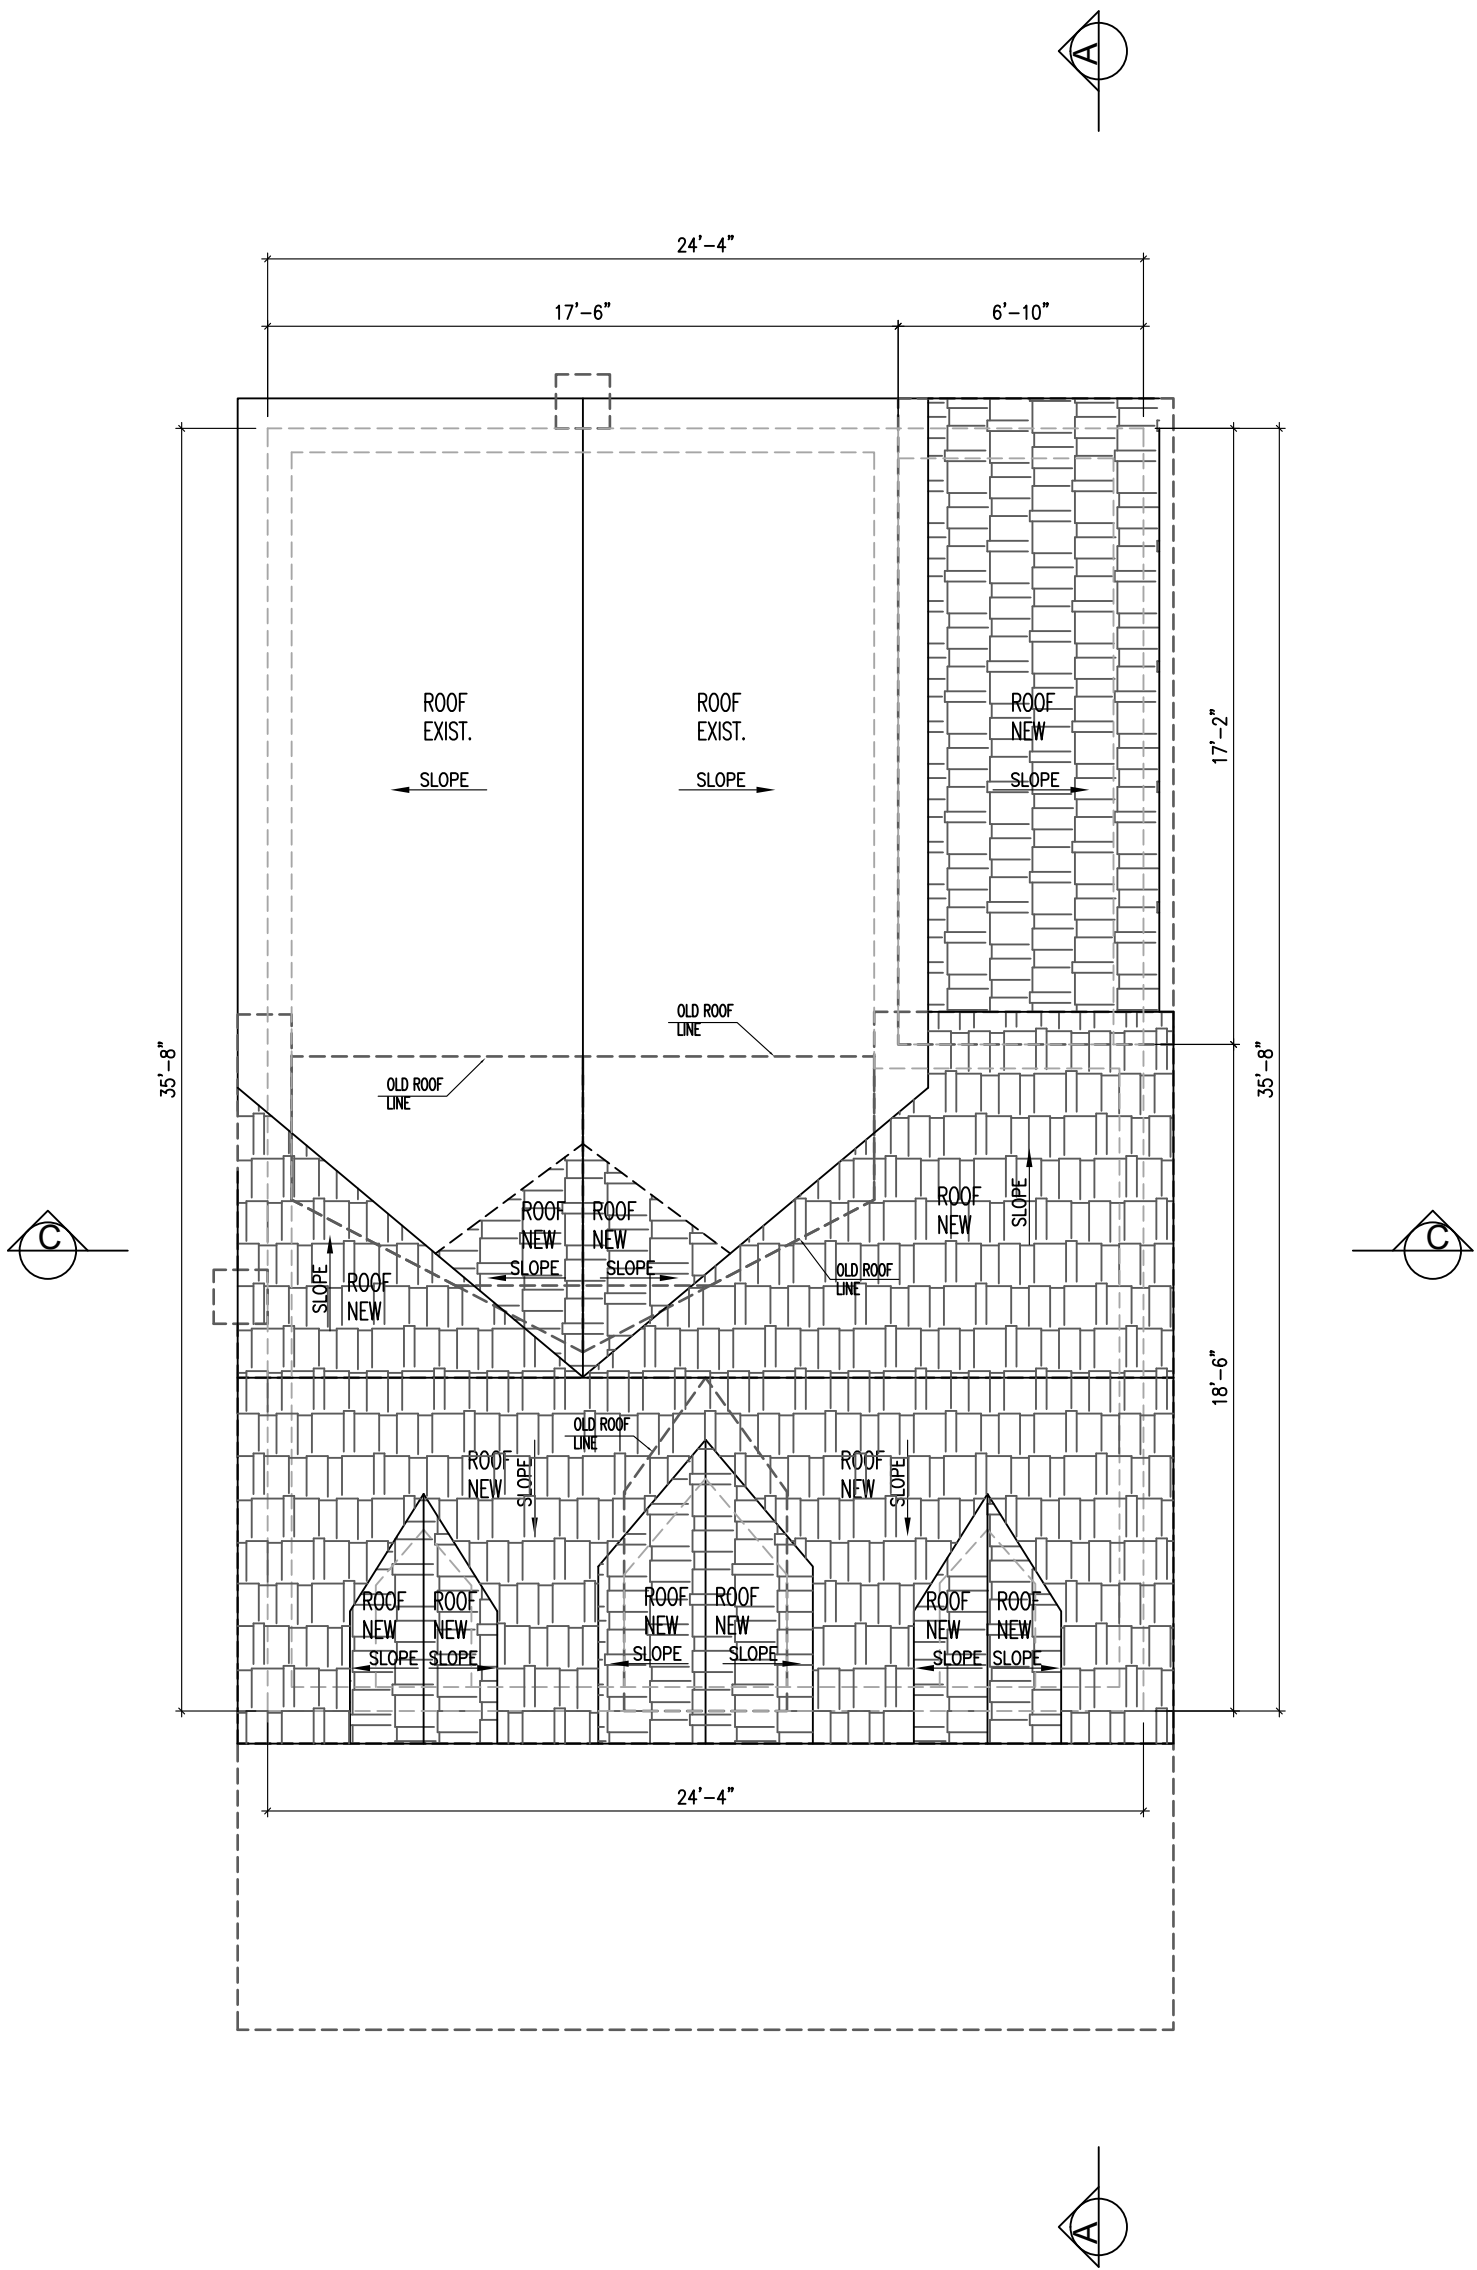 A
24'-4"
17'-6"
6'-10"
ROOF
EXIST.
SLOPE
ROOF
EXIST.
SLOPE
ROOF
NEW
SLOPE
17'-2"
35'-8"
35'-8"
OLD ROOF
LINE
OLD ROOF
LINE
ROOF
NEW
SLOPE
ROOF
NEW
SLOPE
ROOF
NEW
SLOPE
C
C
SLOPE
ROOF
NEW
OLD ROOF
LINE
18'-6"
OLD ROOF
LINE
ROOF
NEW
SLOPE
ROOF
NEW
SLOPE
ROOF
NEW
SLOPE
ROOF
NEW
SLOPE
ROOF
NEW
SLOPE
ROOF
NEW
SLOPE
ROOF
NEW
SLOPE
ROOF
NEW
SLOPE
24'-4"
A